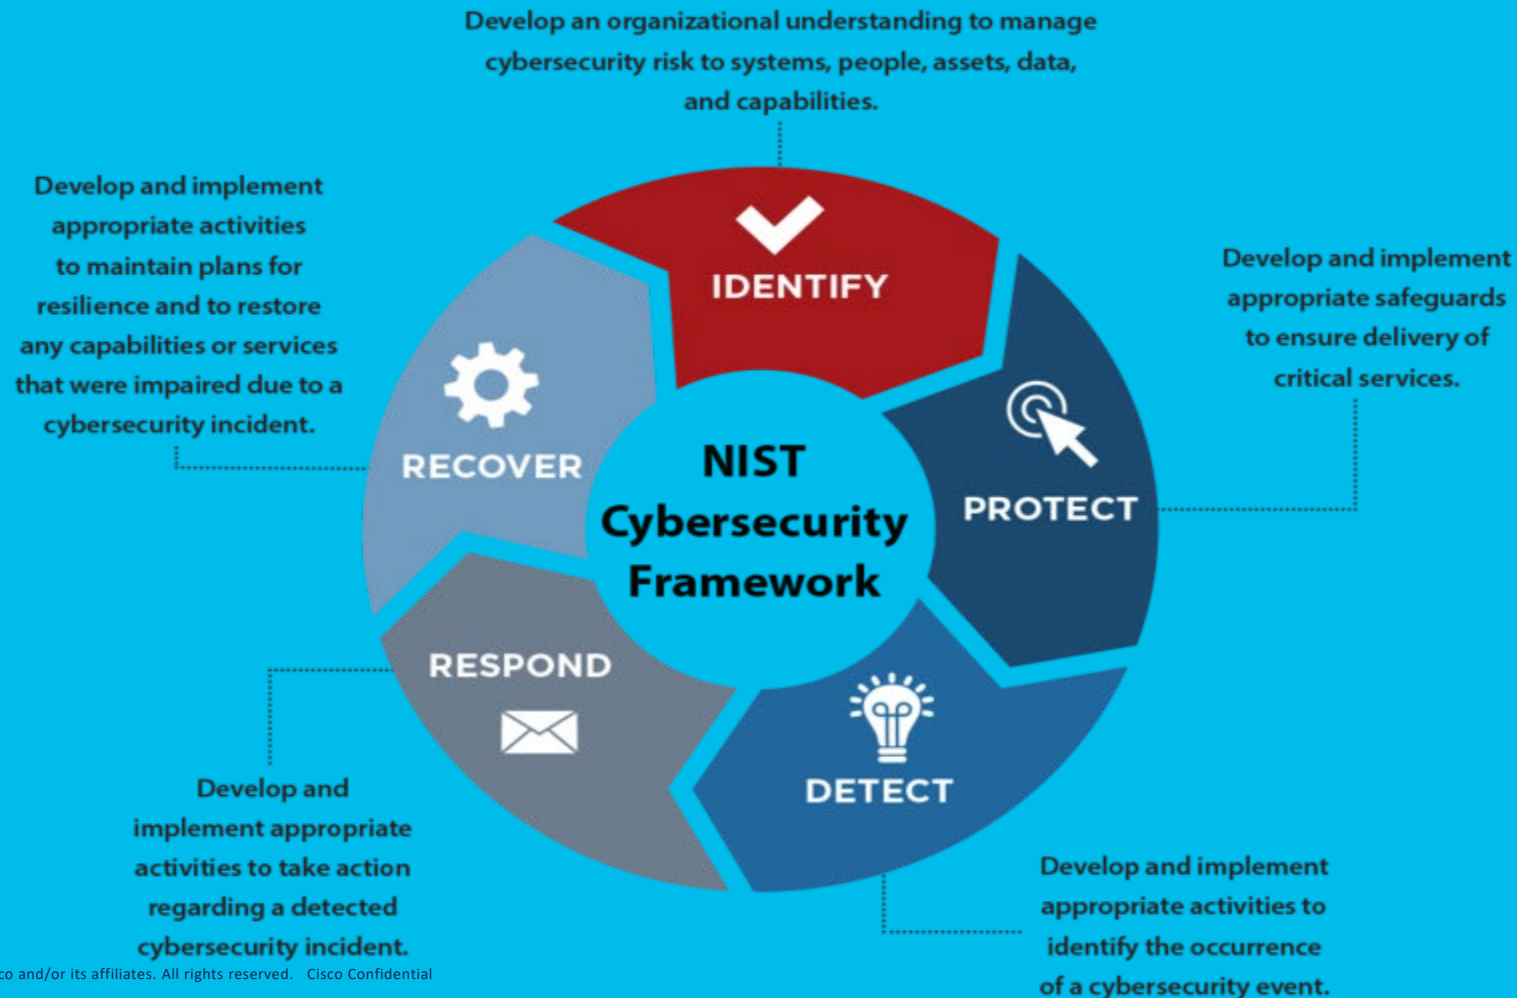 Develop an organizational understanding to manage
cybersecurity risk to systems, people, assets, data,
and capabilities.
IDENTIFY
Develop and implement
appropriate safeguards
to ensure delivery of
critical services.
PROTECT
Develop and implement
appropriate activities to
identify the occurrence
of a cybersecurity event.
DETECT
Develop and
implement appropriate
activities to take action
regarding a detected
cybersecurity incident.
RESPOND
Develop and implement
appropriate activities
to maintain plans for
resilience and to restore
any capabilities or services
that were impaired due to a
cybersecurity incident.
RECOVER
NIST
Cybersecurity
Framework
and/or its affiliates. All rights reserved. Cisco Confidential